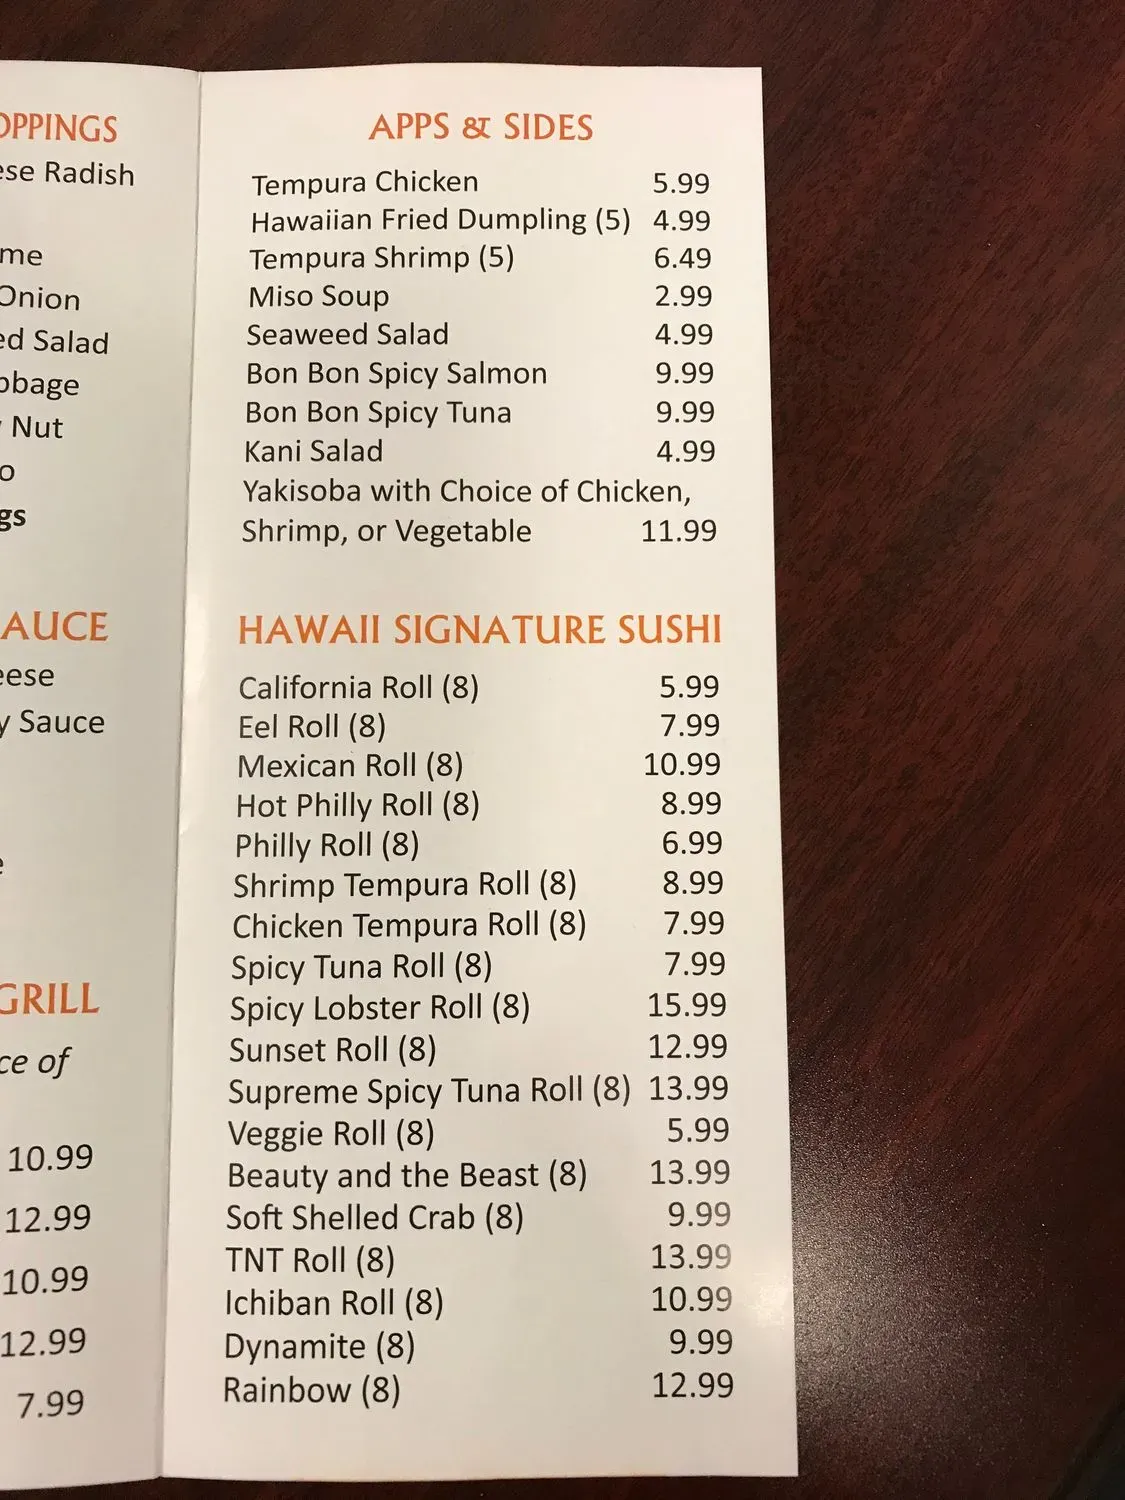 OPPINGS
ese Radish
me
Onion
ed Salad
bbage
Nut
o
gs
AUCE
eese
y Sauce
e
GRILL
ce of
10.99
12.99
10.99
12.99
7.99
APPS & SIDES
Tempura Chicken 5.99
Hawaiian Fried Dumpling (5) 4.99
Tempura Shrimp (5) 6.49
Miso Soup 2.99
Seaweed Salad 4.99
Bon Bon Spicy Salmon 9.99
Bon Bon Spicy Tuna 9.99
Kani Salad 4.99
Yakisoba with Choice of Chicken,
Shrimp, or Vegetable 11.99
HAWAII SIGNATURE SUSHI
California Roll (8) 5.99
Eel Roll (8) 7.99
Mexican Roll (8) 10.99
Hot Philly Roll (8) 8.99
Philly Roll (8) 6.99
Shrimp Tempura Roll (8) 8.99
Chicken Tempura Roll (8) 7.99
Spicy Tuna Roll (8) 7.99
Spicy Lobster Roll (8) 15.99
Sunset Roll (8) 12.99
Supreme Spicy Tuna Roll (8) 13.99
Veggie Roll (8) 5.99
Beauty and the Beast (8) 13.99
Soft Shelled Crab (8) 9.99
TNT Roll (8) 13.99
Ichiban Roll (8) 10.99
Dynamite (8) 9.99
Rainbow (8) 12.99